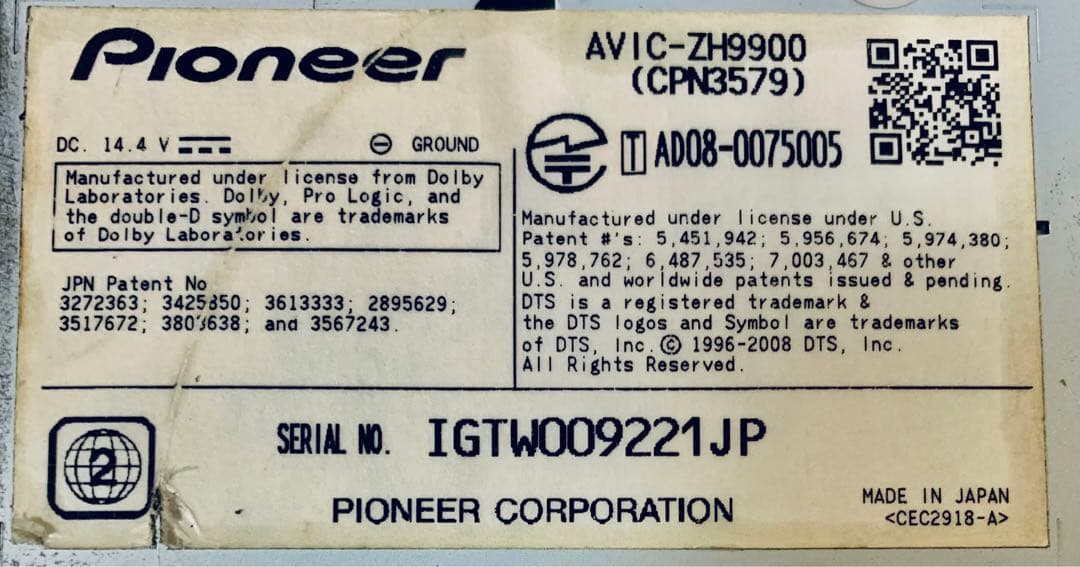 Pioneer
AVIC-ZH9900
(CPN3579)
DC. 14.4 V
GROUND
T AD08-0075005
Manufactured under license from Dolby
Laboratories. Dolby, Pro Logic, and
the double-D symbol are trademarks
of Dolby Laboratories.
JPN Patent No
3272363; 3425350; 3613333; 2895629;
3517672; and 3567243.
Manufactured under license under U.S.
Patent #'s: 5,451,942; 5,956,674; 5,974,380;
5,978,762; 6,487,535; 7,003,467 & other
U.S. and worldwide patents issued & pending.
DTS is a registered trademark &
the DTS logos and Symbol are trademarks
of DTS, Inc.© 1996-2008 DTS, Inc.
All Rights Reserved.
2
SERIAL NO. IGTW009221JP
PIONEER CORPORATION
MADE IN JAPAN
<CEC2918-A>